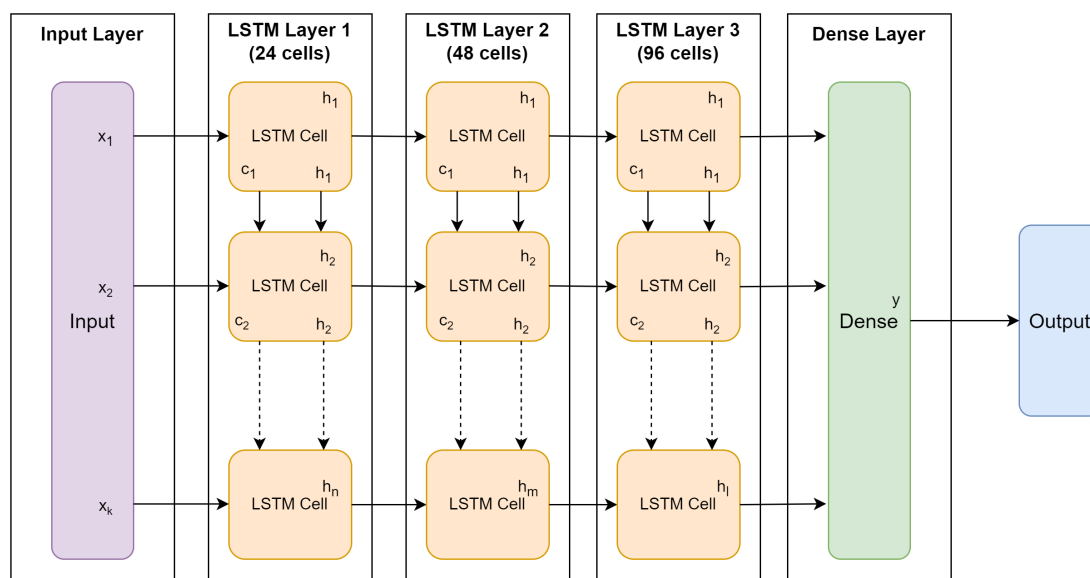 Input Layer
LSTM Layer 1
(24 cells)
LSTM Layer 2
(48 cells)
LSTM Layer 3
(96 cells)
Dense Layer
h1
h1
h1
x1
LSTM Cell
LSTM Cell
LSTM Cell
c1 h1
c1 h1
c1 h1
h2
h2
h2
x2
LSTM Cell
LSTM Cell
LSTM Cell
y
Input
c2 h2
c2 h2
c2 h2
Dense
Output
hn
hm
hl
xk
LSTM Cell
LSTM Cell
LSTM Cell